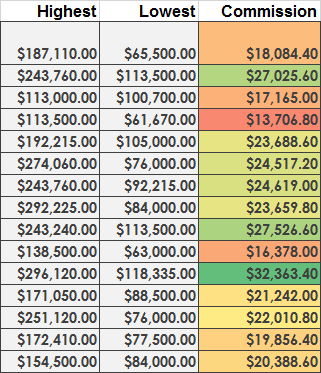 Highest Lowest Commission
$187,110.00 $65,500.00 $18,084.40
$243,760.00 $113,500.00 $27,025.60
$113,000.00 $100,700.00 $17,165.00
$113,500.00 $61,670.00 $13,706.80
$192,215.00 $105,000.00 $23,688.60
$274,060.00 $76,000.00 $24,517.20
$243,760.00 $92,215.00 $24,619.00
$292,225.00 $84,000.00 $23,659.80
$243,240.00 $113,500.00 $27,526.60
$138,500.00 $63,000.00 $16,378.00
$296,120.00 $118,335.00 $32,363.40
$171,050.00 $88,500.00 $21,242.00
$251,120.00 $76,000.00 $22,010.80
$172,410.00 $77,500.00 $19,856.40
$154,500.00 $84,000.00 $20,388.60